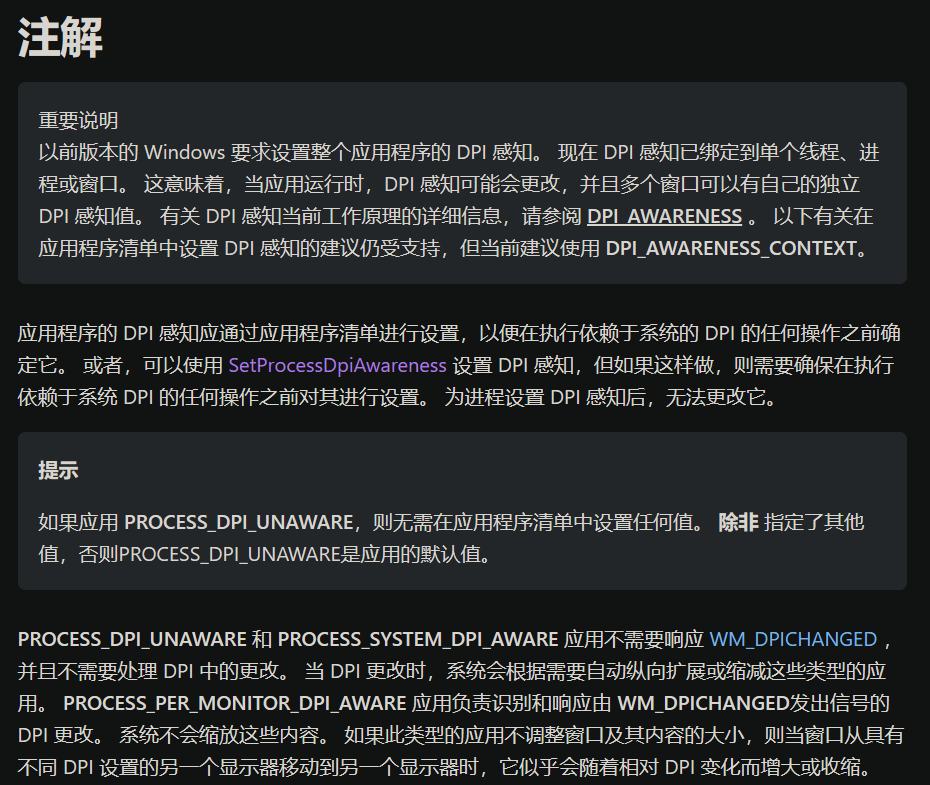 注解
重要说明
以前版本的 Windows 要求设置整个应用程序的 DPI 感知。 现在 DPI 感知已绑定到单个线程、进
程或窗口。 这意味着，当应用运行时，DPI 感知可能会更改，并且多个窗口可以有自己的独立
DPI 感知值。 有关 DPI 感知当前工作原理的详细信息，请参阅 DPI_AWARENESS 。 以下有关在
应用程序清单中设置 DPI 感知的建议仍受支持，但当前建议使用 DPI_AWARENESS_CONTEXT。
应用程序的 DPI 感知应通过应用程序清单进行设置，以便在执行依赖于系统的 DPI 的任何操作之前确
定它。 或者，可以使用 SetProcessDpiAwareness 设置 DPI 感知，但如果这样做，则需要确保在执行
依赖于系统 DPI 的任何操作之前对其进行设置。 为进程设置 DPI 感知后，无法更改它。
提示
如果应用 PROCESS_DPI_UNAWARE，则无需在应用程序清单中设置任何值。 除非 指定了其他
值，否则PROCESS_DPI_UNAWARE是应用的默认值。
PROCESS_DPI_UNAWARE 和 PROCESS_SYSTEM_DPI_AWARE 应用不需要响应 WM_DPICHANGED ，
并且不需要处理 DPI 中的更改。 当 DPI 更改时，系统会根据需要自动纵向扩展或缩减这些类型的应
用。 PROCESS_PER_MONITOR_DPI_AWARE 应用负责识别和响应由 WM_DPICHANGED发出信号的
DPI 更改。 系统不会缩放这些内容。 如果此类型的应用不调整窗口及其内容的大小，则当窗口从具有
不同 DPI 设置的另一个显示器移动到另一个显示器时，它似乎会随着相对 DPI 变化而增大或收缩。